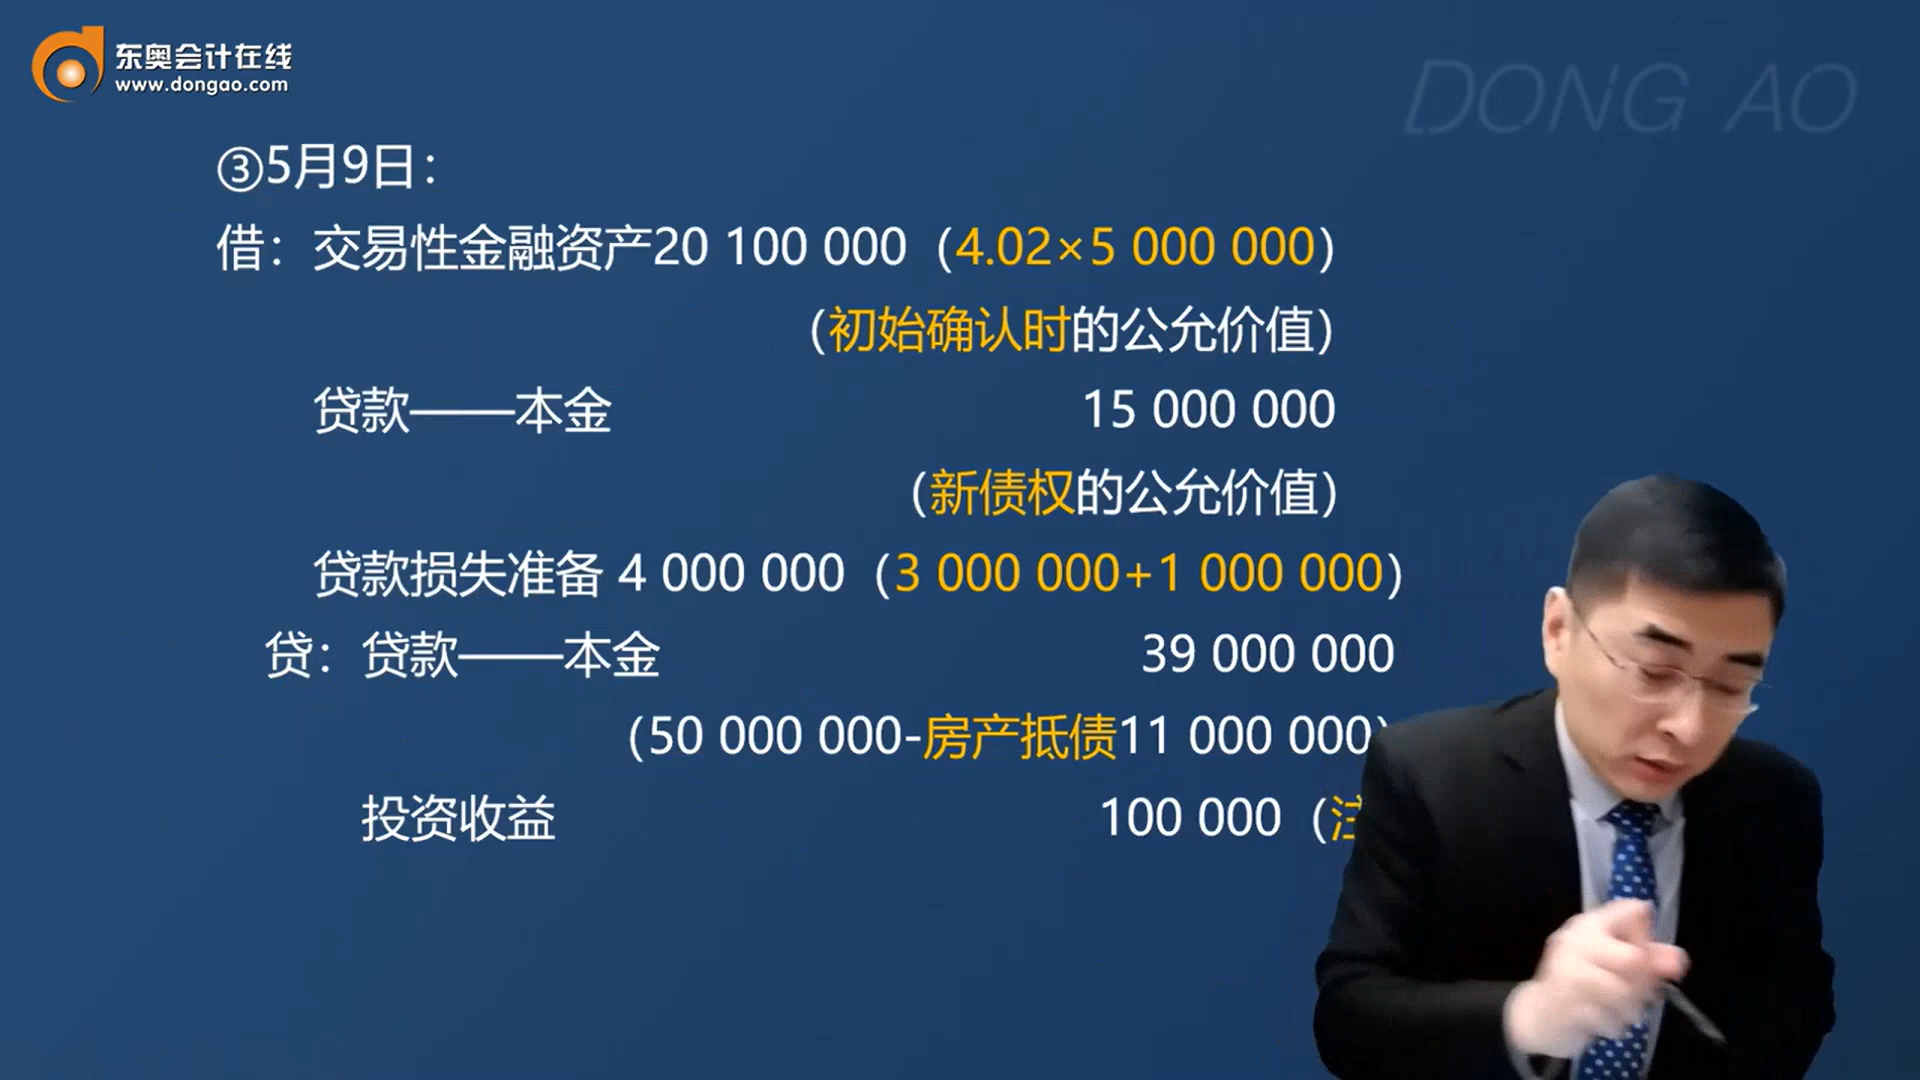 东奥会计在线
www.dongao.com
DONG AO
③5月9日：
借：交易性金融资产20 100 000（4.02×5 000 000）
（初始确认时的公允价值）
贷款——本金 15 000 000
（新债权的公允价值）
贷款损失准备 4 000 000（3 000 000+1 000 000）
贷：贷款——本金 39 000 000
（50 000 000-房产抵债11 000 000）
投资收益 100 000（注